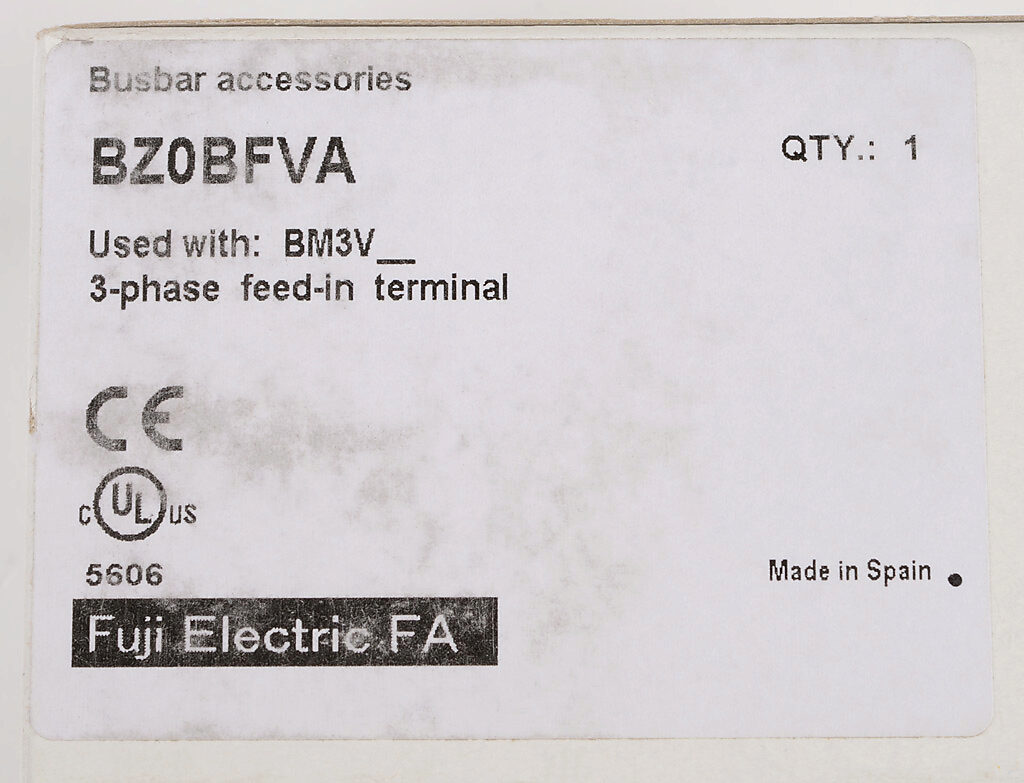 Busbar accessories
BZ0BFVA
QTY.: 1
Used with: BM3V__
3-phase feed-in terminal
CE
c UL us
5606
Made in Spain
Fuji Electric FA